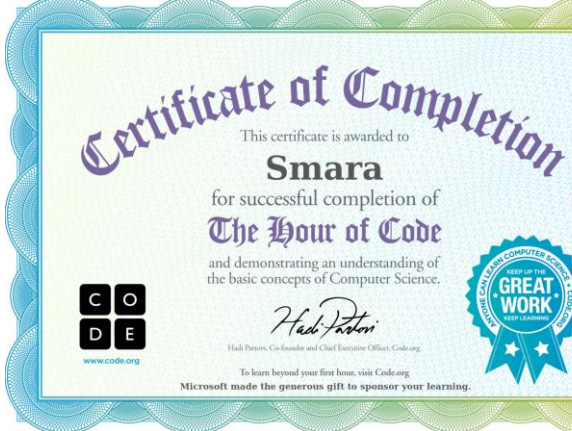 Certificate of Completion
This certificate is awarded to
Smara
for successful completion of
The Hour of Code
and demonstrating an understanding of
the basic concepts of Computer Science.
C O
D E
www.code.org
Hadi Partovi
Hadi Partovi, Co-founder and Chief Executive Officer, Code.org
To learn beyond your first hour, visit Code.org
Microsoft made the generous gift to sponsor your learning.
ANYONE CAN LEARN COMPUTER SCIENCE • CODE.ORG
KEEP UP THE
GREAT
WORK
KEEP LEARNING